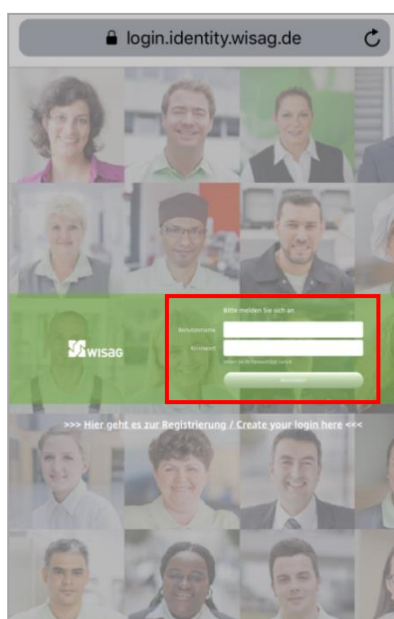 login.identity.wisag.de
Bitte melden Sie sich an
Benutzername
Kennwort
WISAG
>>> Hier geht es zur Registrierung / Create your login here <<<